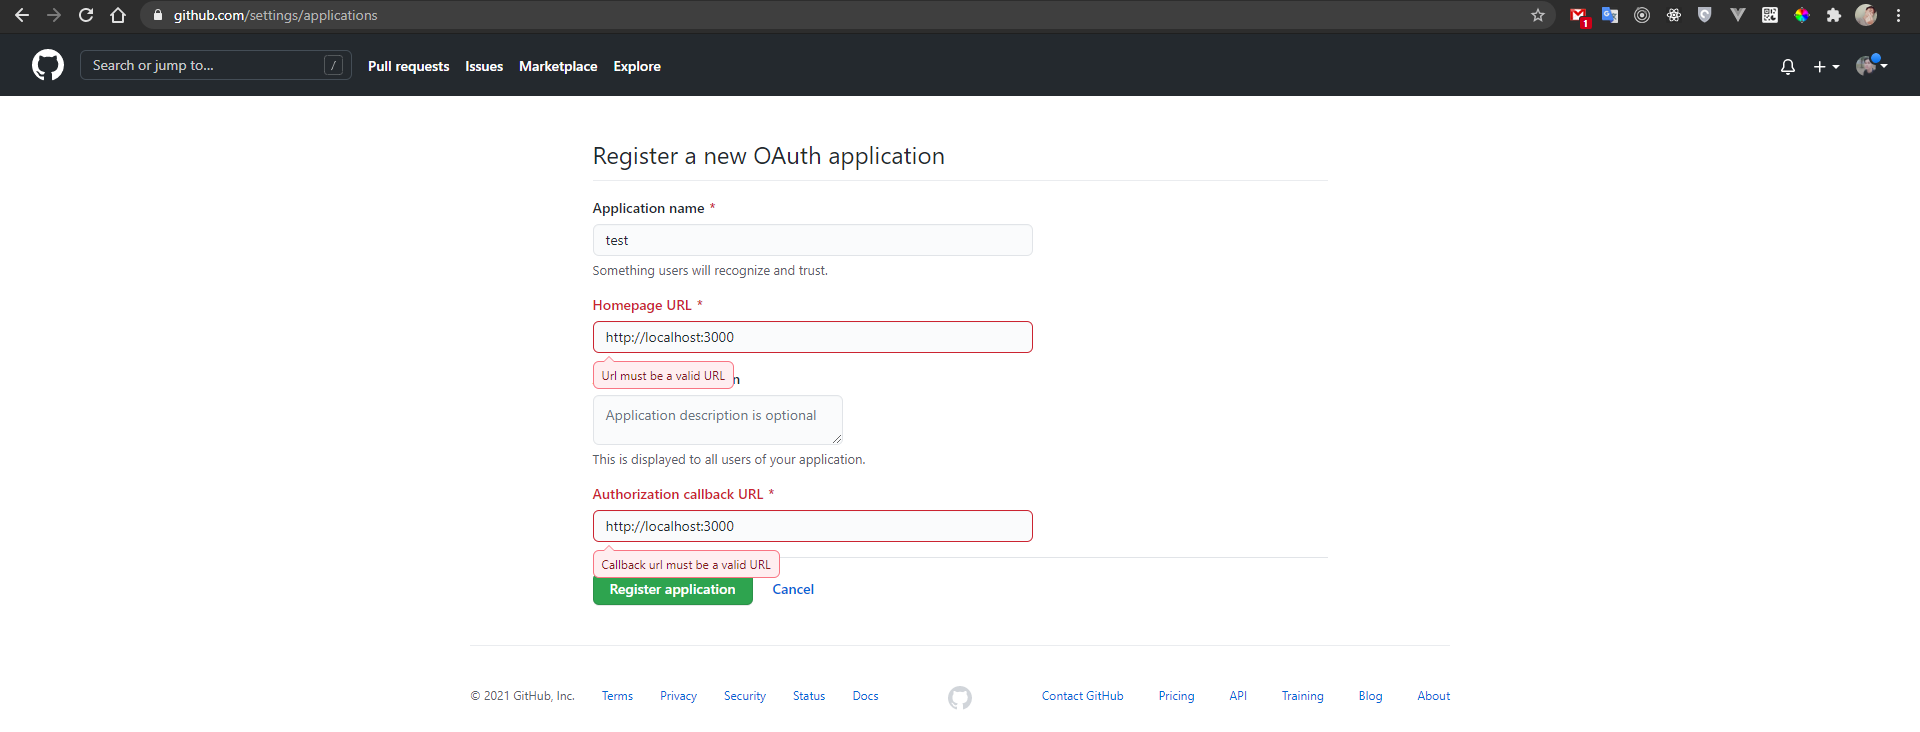 github.com/settings/applications
1
Search or jump to... /
Pull requests Issues Marketplace Explore
Register a new OAuth application
Application name *
test
Something users will recognize and trust.
Homepage URL *
http://localhost:3000
Url must be a valid URL n
Application description is optional
This is displayed to all users of your application.
Authorization callback URL *
http://localhost:3000
Callback url must be a valid URL
Register application Cancel
© 2021 GitHub, Inc. Terms Privacy Security Status Docs Contact GitHub Pricing API Training Blog About